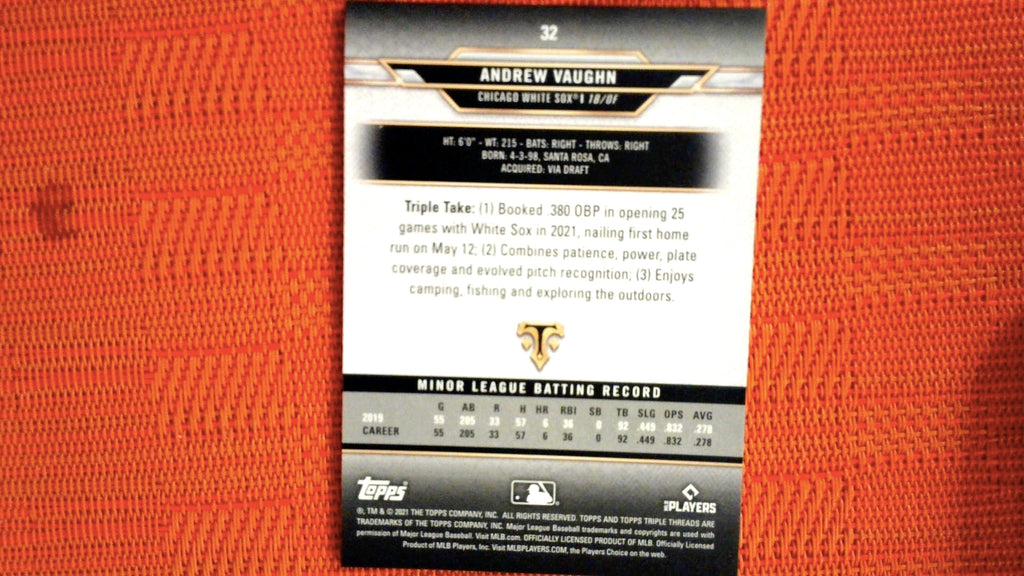 32
ANDREW VAUGHN
CHICAGO WHITE SOX® | 1B/OF
HT: 6'0" - WT: 215 - BATS: RIGHT - THROWS: RIGHT
BORN: 4-3-98, SANTA ROSA, CA
ACQUIRED: VIA DRAFT
Triple Take: (1) Booked .380 OBP in opening 25
games with White Sox in 2021, nailing first home
run on May 12; (2) Combines patience, power, plate
coverage and evolved pitch recognition; (3) Enjoys
camping, fishing and exploring the outdoors.
T
MINOR LEAGUE BATTING RECORD
G AB R H HR RBI SB TB SLG OPS AVG
2019 55 205 33 57 6 36 0 92 .449 .832 .278
CAREER 55 205 33 57 6 36 0 92 .449 .832 .278
Topps® MLB PLAYERS
®, TM & © 2021 THE TOPPS COMPANY, INC. ALL RIGHTS RESERVED. TOPPS AND TOPPS TRIPLE THREADS ARE
TRADEMARKS OF THE TOPPS COMPANY, INC. Major League Baseball trademarks and copyrights are used with
permission of Major League Baseball. Visit MLB.com. OFFICIALLY LICENSED PRODUCT OF MLB. Officially Licensed
Product of MLB Players, Inc. Visit MLBPLAYERS.COM, the Players Choice on the web.